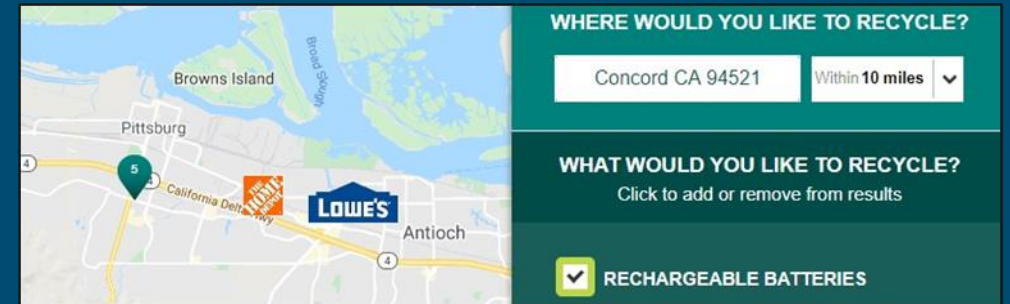 Broad Slough
Browns Island
Pittsburg
5
4
4
California Delta Hwy
THE HOME DEPOT
LOWE'S
Antioch
4
WHERE WOULD YOU LIKE TO RECYCLE?
Concord CA 94521
Within 10 miles
WHAT WOULD YOU LIKE TO RECYCLE?
Click to add or remove from results
RECHARGEABLE BATTERIES